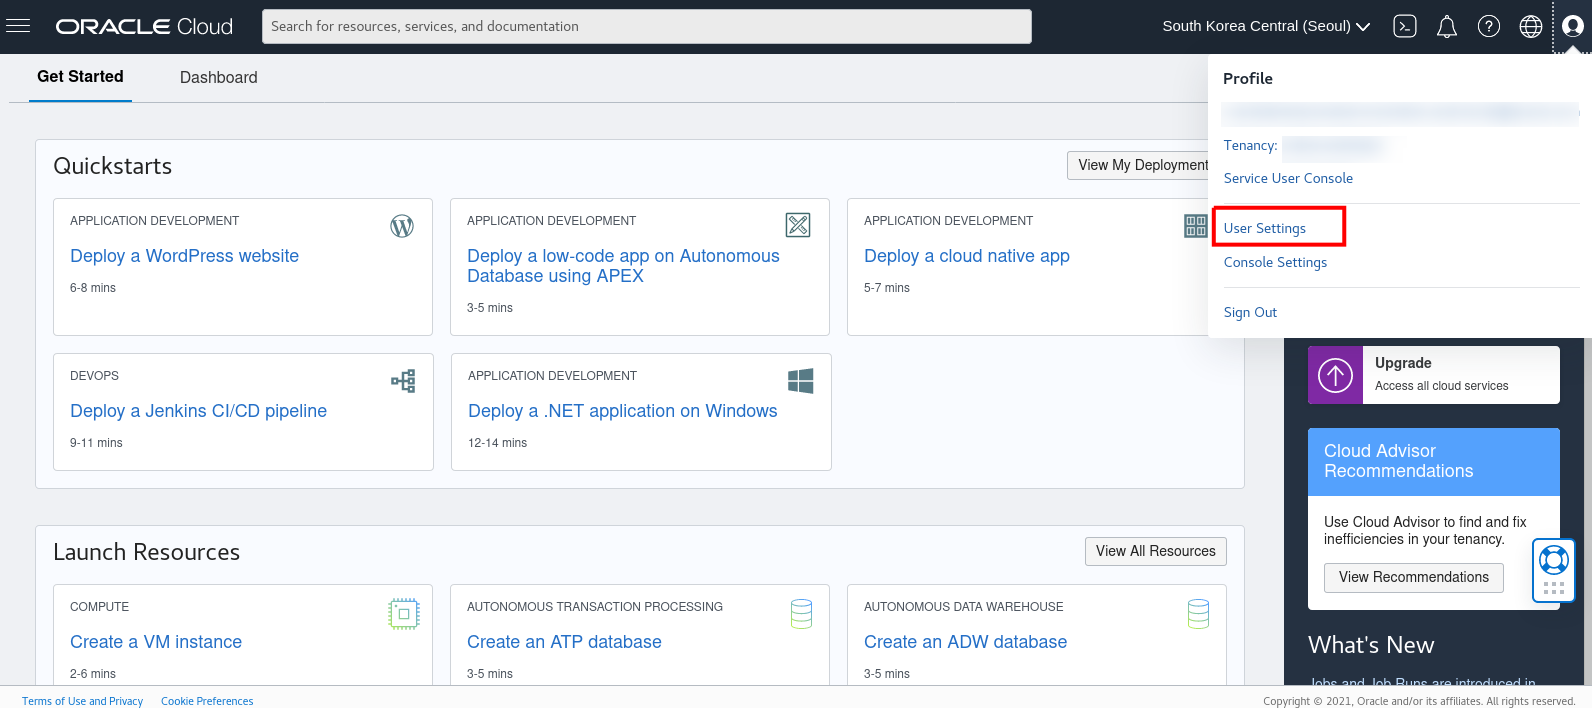 ORACLE Cloud
Search for resources, services, and documentation
South Korea Central (Seoul)
Get Started
Dashboard
Profile
Tenancy:
Service User Console
User Settings
Console Settings
Sign Out
Quickstarts
View My Deployment
APPLICATION DEVELOPMENT
Deploy a WordPress website
6-8 mins
APPLICATION DEVELOPMENT
Deploy a low-code app on Autonomous
Database using APEX
3-5 mins
APPLICATION DEVELOPMENT
Deploy a cloud native app
5-7 mins
DEVOPS
Deploy a Jenkins CI/CD pipeline
9-11 mins
APPLICATION DEVELOPMENT
Deploy a .NET application on Windows
12-14 mins
Upgrade
Access all cloud services
Cloud Advisor
Recommendations
Use Cloud Advisor to find and fix
inefficiencies in your tenancy.
View Recommendations
Launch Resources
View All Resources
COMPUTE
Create a VM instance
2-6 mins
AUTONOMOUS TRANSACTION PROCESSING
Create an ATP database
3-5 mins
AUTONOMOUS DATA WAREHOUSE
Create an ADW database
3-5 mins
What's New
Jobs and Job Runs are introduced in
Terms of Use and Privacy
Cookie Preferences
Copyright © 2021, Oracle and/or its affiliates. All rights reserved.